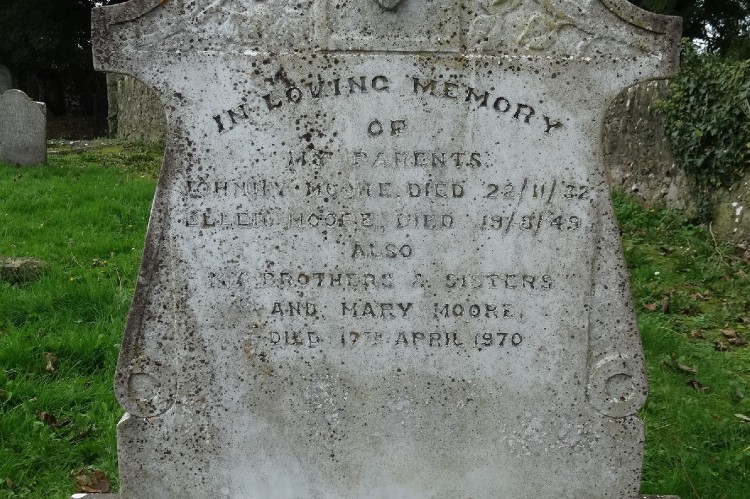 IN LOVING MEMORY
OF
MY PARENTS
JOHNNY MOORE, DIED 22/11/32
ELLEN MOORE, DIED 19/8/49
ALSO
MY BROTHERS & SISTERS
AND MARY MOORE,
DIED 17TH APRIL 1970